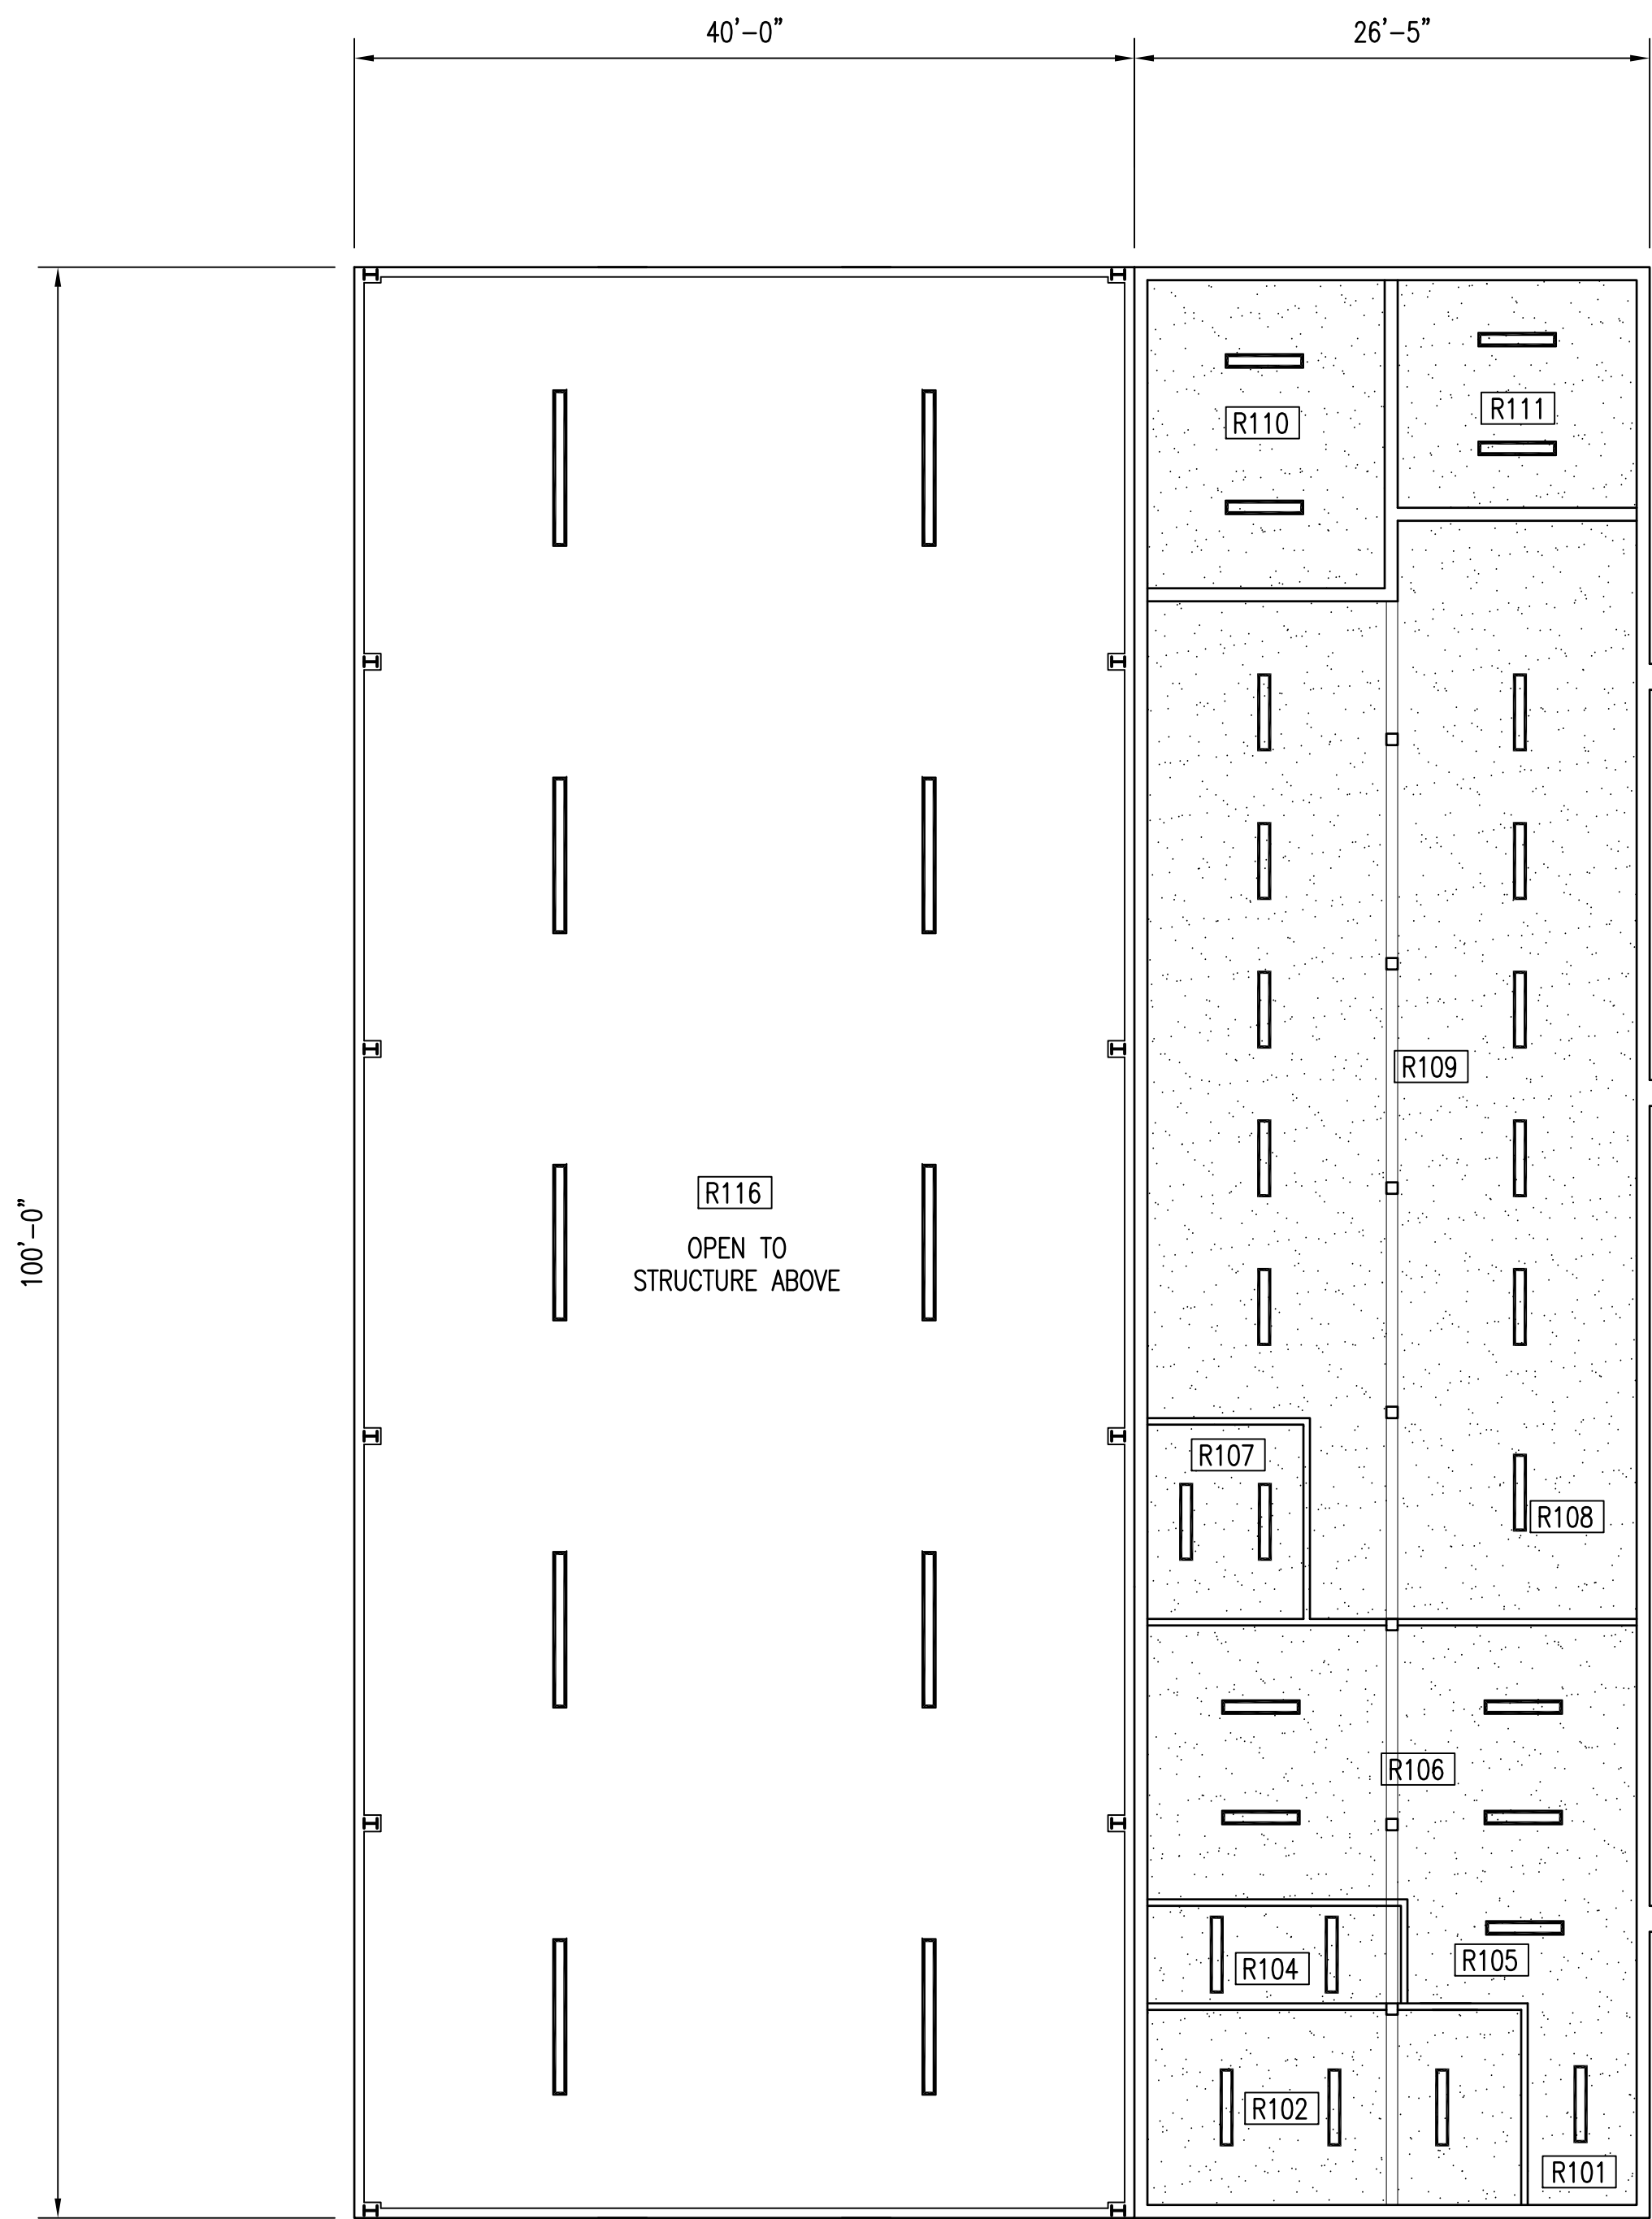 40'-0"
26'-5"
R111
R110
R109
100'-0"
R116
OPEN TO
STRUCTURE ABOVE
R107
R108
R106
R105
R104
R102
R101